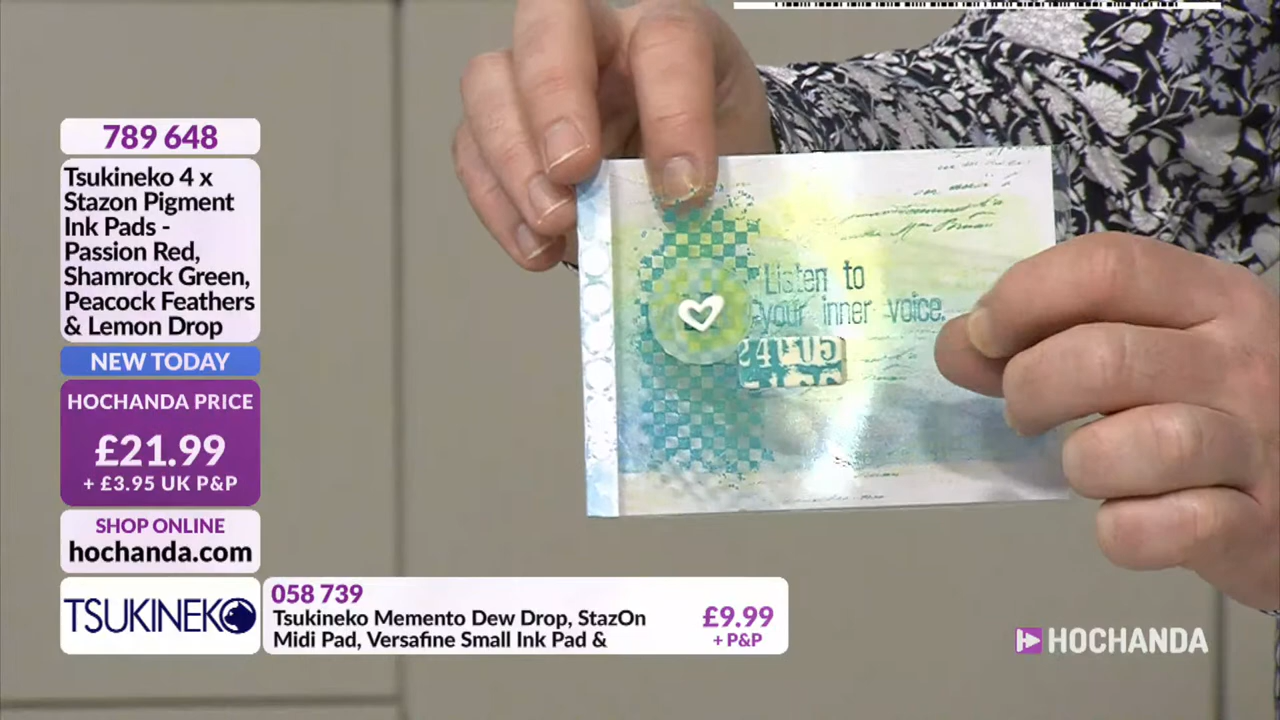 789 648
Tsukineko 4 x
Stazon Pigment
Ink Pads -
Passion Red,
Shamrock Green,
Peacock Feathers
& Lemon Drop
NEW TODAY
HOCHANDA PRICE
£21.99
+ £3.95 UK P&P
SHOP ONLINE
hochanda.com
TSUKINEKO
058 739
Tsukineko Memento Dew Drop, StazOn
Midi Pad, Versafine Small Ink Pad &
£9.99
+ P&P
Listen to
your inner voice.
HOCHANDA